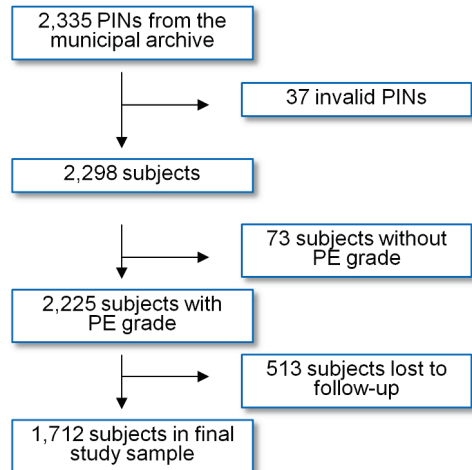 2,335 PINs from the
municipal archive
37 invalid PINs
2,298 subjects
73 subjects without
PE grade
2,225 subjects with
PE grade
513 subjects lost to
follow-up
1,712 subjects in final
study sample